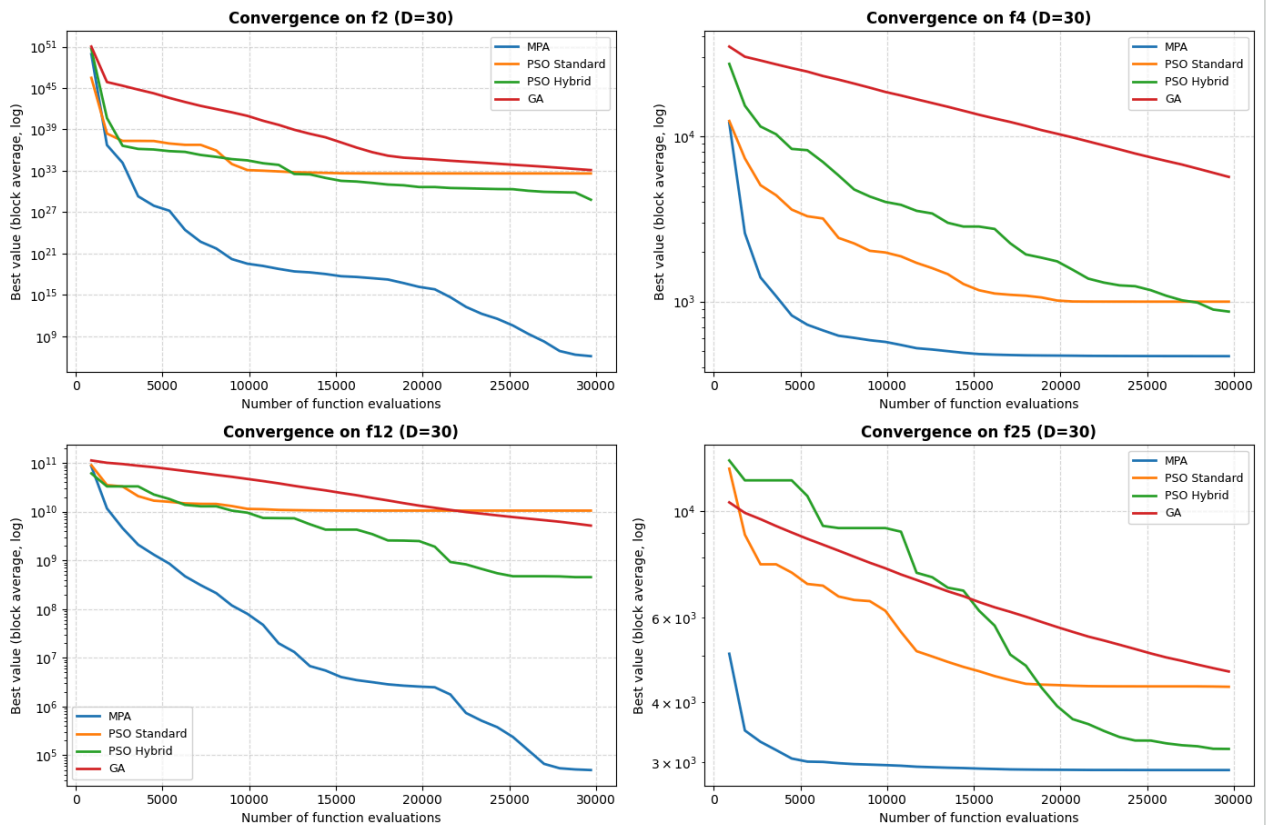 Convergence on f2 (D=30)
Best value (block average, log)
10^51
10^45
10^39
10^33
10^27
10^21
10^15
10^9
MPA
PSO Standard
PSO Hybrid
GA
0 5000 10000 15000 20000 25000 30000
Number of function evaluations
Convergence on f4 (D=30)
Best value (block average, log)
10^4
10^3
MPA
PSO Standard
PSO Hybrid
GA
0 5000 10000 15000 20000 25000 30000
Number of function evaluations
Convergence on f12 (D=30)
Best value (block average, log)
10^11
10^10
10^9
10^8
10^7
10^6
10^5
MPA
PSO Standard
PSO Hybrid
GA
0 5000 10000 15000 20000 25000 30000
Number of function evaluations
Convergence on f25 (D=30)
Best value (block average, log)
10^4
6 × 10^3
4 × 10^3
3 × 10^3
MPA
PSO Standard
PSO Hybrid
GA
0 5000 10000 15000 20000 25000 30000
Number of function evaluations